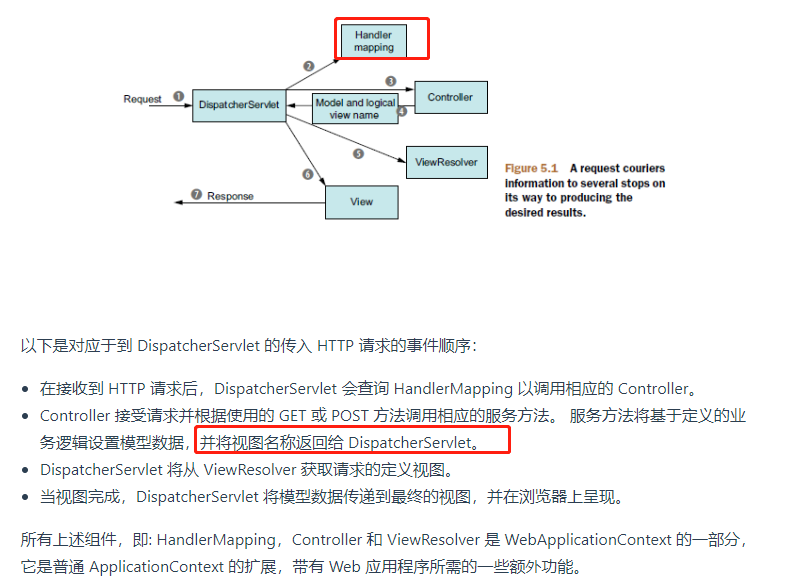 Handler
mapping
❷
❸
Request ❶
DispatcherServlet
Model and logical
view name
❹
Controller
❺
ViewResolver
❻
❼ Response
View
Figure 5.1 A request couriers
information to several stops on
its way to producing the
desired results.
以下是对应于到 DispatcherServlet 的传入 HTTP 请求的事件顺序：
• 在接收到 HTTP 请求后，DispatcherServlet 会查询 HandlerMapping 以调用相应的 Controller。
• Controller 接受请求并根据使用的 GET 或 POST 方法调用相应的服务方法。 服务方法将基于定义的业
务逻辑设置模型数据，并将视图名称返回给 DispatcherServlet。
• DispatcherServlet 将从 ViewResolver 获取请求的定义视图。
• 当视图完成，DispatcherServlet 将模型数据传递到最终的视图，并在浏览器上呈现。
所有上述组件，即: HandlerMapping，Controller 和 ViewResolver 是 WebApplicationContext 的一部分，
它是普通 ApplicationContext 的扩展，带有 Web 应用程序所需的一些额外功能。